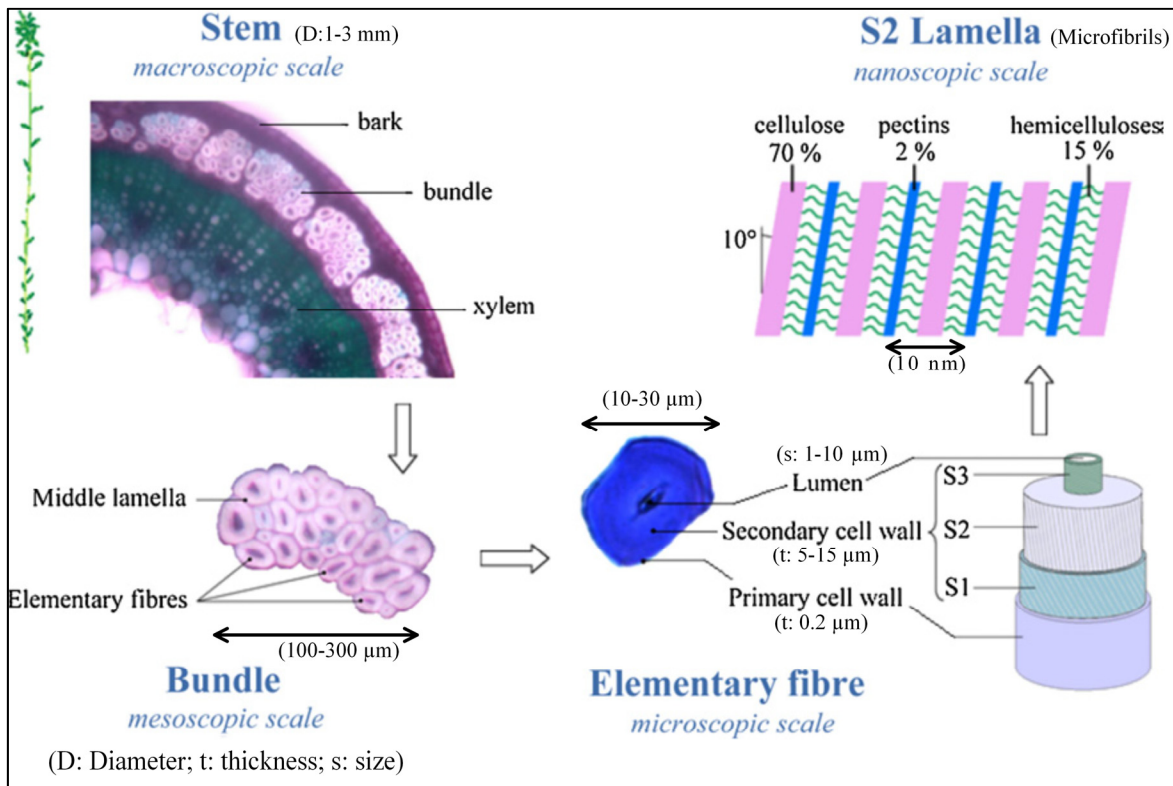 Stem (D:1-3 mm)
macroscopic scale
bark
bundle
xylem
S2 Lamella (Microfibrils)
nanoscopic scale
cellulose pectins hemicelluloses:
70 % 2 % 15 %
10°
(10 nm)
Middle lamella
Elementary fibres
(100-300 µm)
Bundle
mesoscopic scale
(10-30 µm)
(s: 1-10 µm)
Lumen
Secondary cell wall
(t: 5-15 µm)
Primary cell wall
(t: 0.2 µm)
S3
S2
S1
Elementary fibre
microscopic scale
(D: Diameter; t: thickness; s: size)